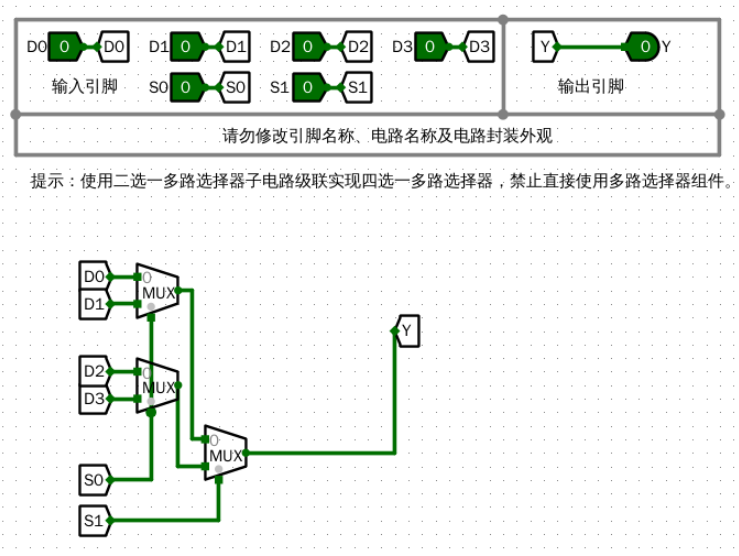 D0 0 D0 D1 0 D1 D2 0 D2 D3 0 D3 Y 0 Y
输入引脚 S0 0 S0 S1 0 S1 输出引脚
请勿修改引脚名称、电路名称及电路封装外观
提示：使用二选一多路选择器子电路级联实现四选一多路选择器，禁止直接使用多路选择器组件。
D0 0
MUX
D1
Y
D2 0
MUX
D3
0
MUX
S0
S1